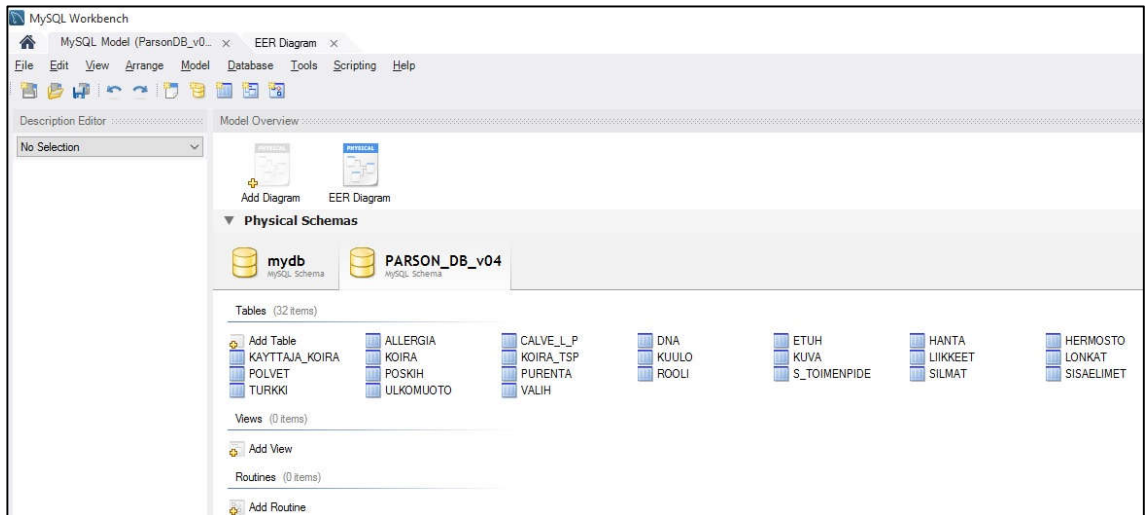 MySQL Workbench
MySQL Model (ParsonDB_v0... × EER Diagram ×
File Edit View Arrange Model Database Tools Scripting Help
Description Editor Model Overview
No Selection
PHYSICAL PHYSICAL
Add Diagram EER Diagram
Physical Schemas
mydb PARSON_DB_v04
MySQL Schema MySQL Schema
Tables (32 items)
Add Table ALLERGIA CALVE_L_P DNA ETUH HANTA HERMOSTO
KAYTTAJA_KOIRA KOIRA KOIRA_TSP KUULO KUVA LIIKKEET LONKAT
POLVET POSKIH PURENTA ROOLI S_TOIMENPIDE SILMAT SISAELIMET
TURKKI ULKOMUOTO VALIH
Views (0 items)
Add View
Routines (0 items)
Add Routine